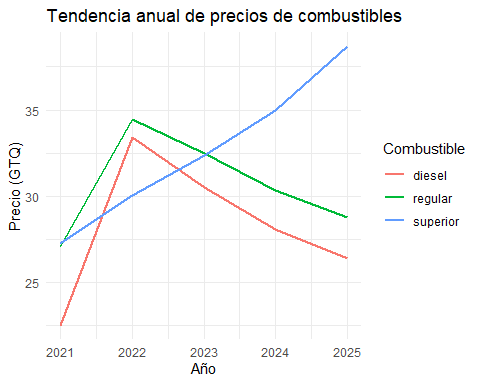 Tendencia anual de precios de combustibles
Precio (GTQ)
35
30
25
2021 2022 2023 2024 2025
Año
Combustible
diesel
regular
superior